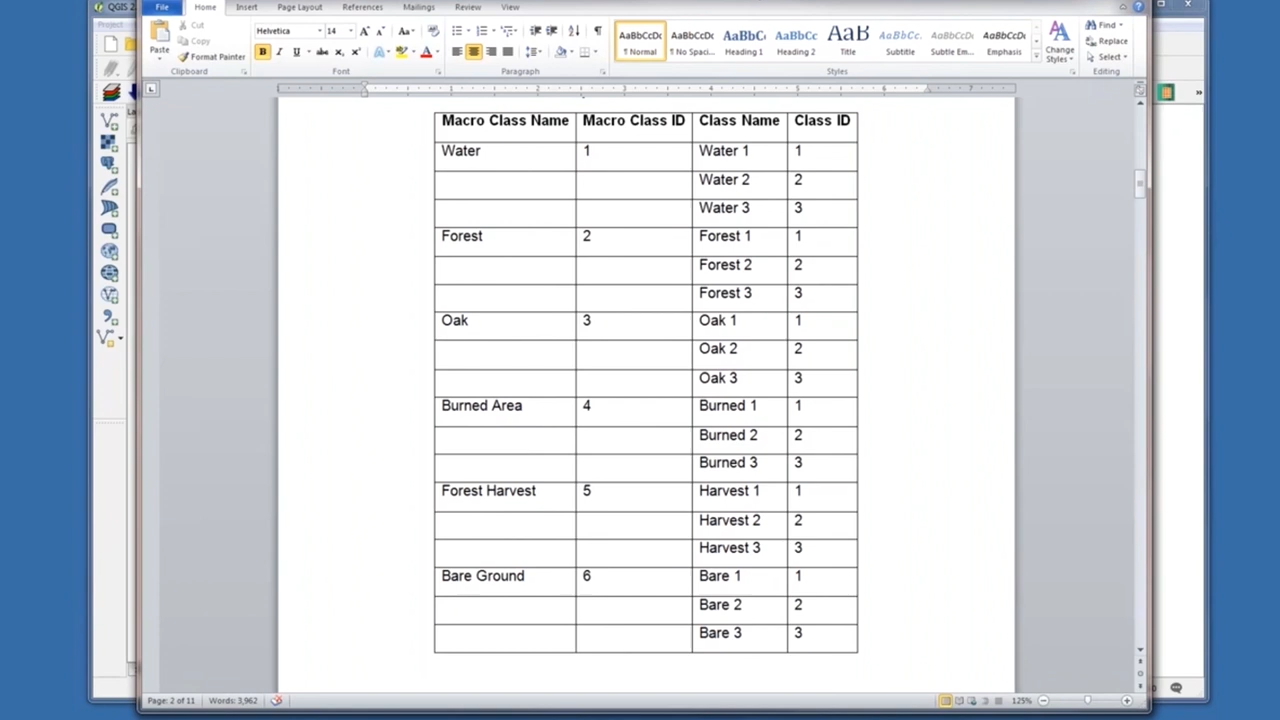 QGIS 2.
File Home Insert Page Layout References Mailings Review View
Project
Paste
Cut
Copy
Format Painter
Clipboard
Helvetica 14
Font
Paragraph
AaBbCcDc AaBbCcDc AaBbC AaBbCc AaB AaBbCc. AaBbCcDc AaBbCcDc
¶ Normal ¶ No Spaci... Heading 1 Heading 2 Title Subtitle Subtle Em... Emphasis
Change
Styles
Styles
Find
Replace
Select
Editing
Macro Class Name Macro Class ID Class Name Class ID
Water 1 Water 1 1
Water 2 2
Water 3 3
Forest 2 Forest 1 1
Forest 2 2
Forest 3 3
Oak 3 Oak 1 1
Oak 2 2
Oak 3 3
Burned Area 4 Burned 1 1
Burned 2 2
Burned 3 3
Forest Harvest 5 Harvest 1 1
Harvest 2 2
Harvest 3 3
Bare Ground 6 Bare 1 1
Bare 2 2
Bare 3 3
Page: 2 of 11 Words: 3,962 125%